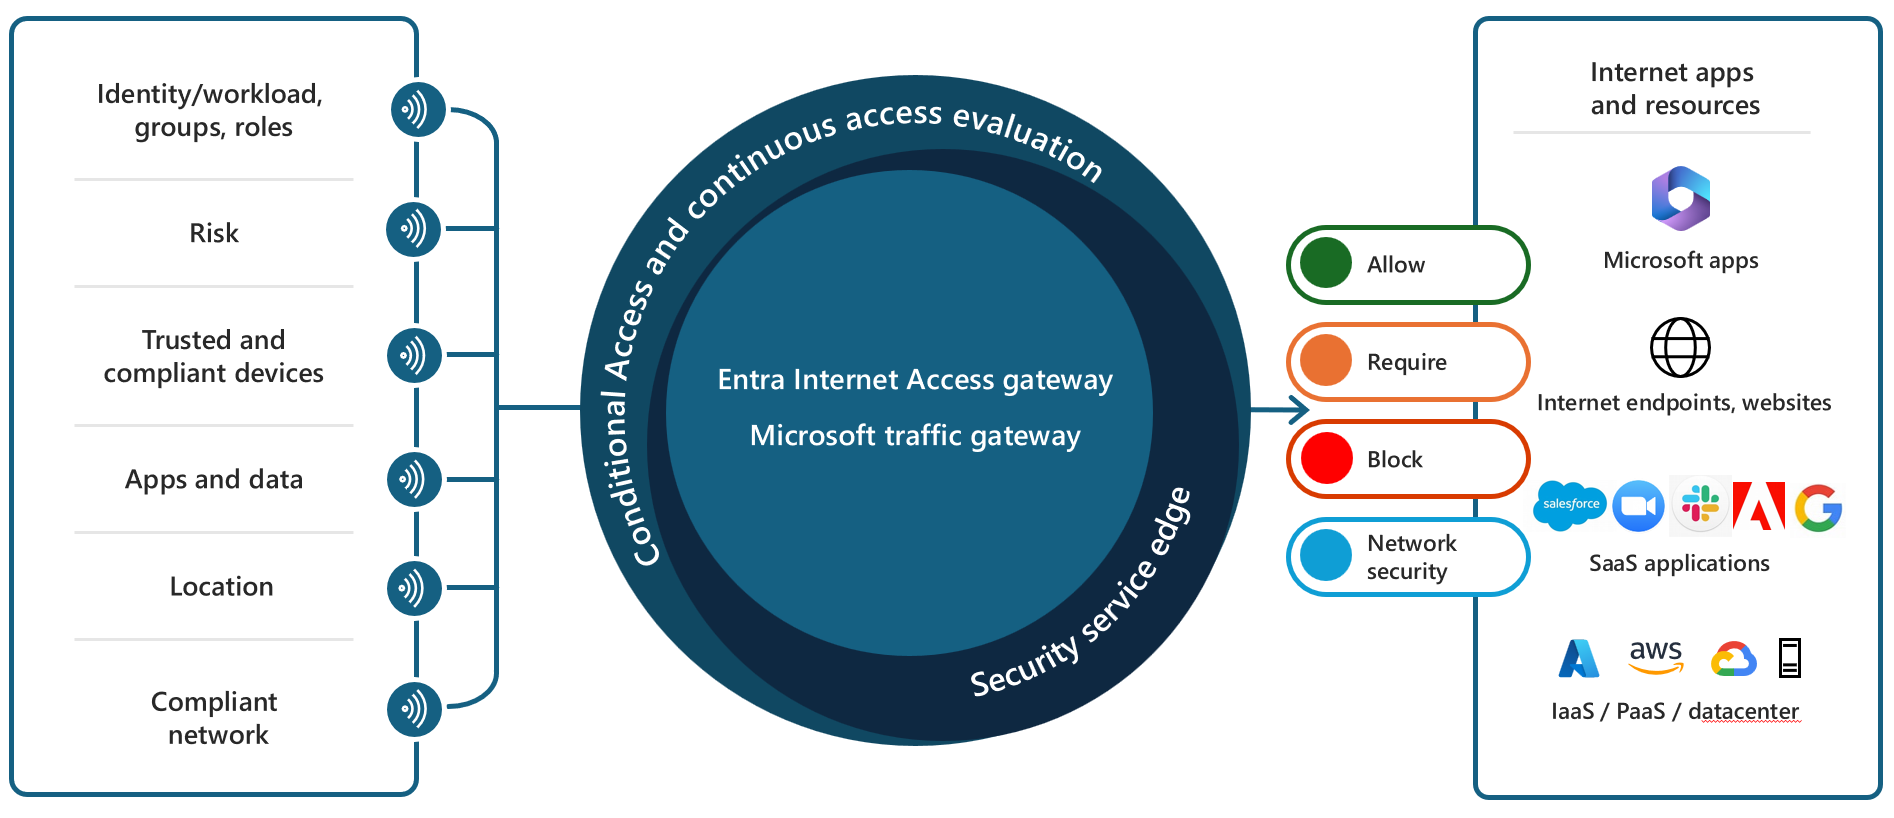 Identity/workload,
groups, roles
Risk
Trusted and
compliant devices
Apps and data
Location
Compliant
network
Conditional Access and continuous access evaluation
Entra Internet Access gateway
Microsoft traffic gateway
Security service edge
Allow
Require
Block
Network
security
Internet apps
and resources
Microsoft apps
Internet endpoints, websites
salesforce
SaaS applications
aws
IaaS / PaaS / datacenter